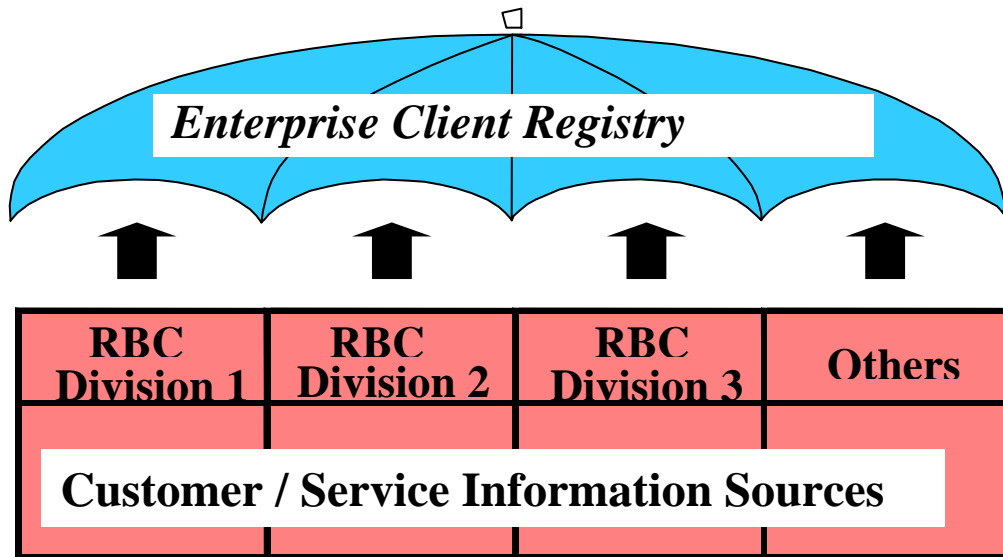 Enterprise Client Registry
RBC
Division 1
RBC
Division 2
RBC
Division 3
Others
Customer / Service Information Sources